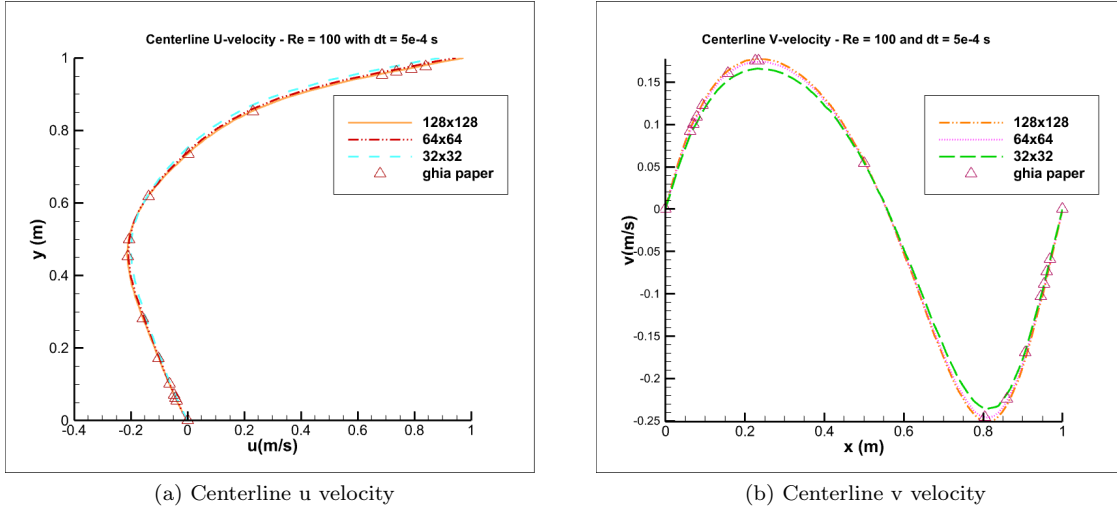 Centerline U-velocity - Re = 100 with dt = 5e-4 s
1
0.8
0.6
0.4
0.2
0
y (m)
-0.4 -0.2 0 0.2 0.4 0.6 0.8 1
u(m/s)
128x128
64x64
32x32
ghia paper
(a) Centerline u velocity
Centerline V-velocity - Re = 100 and dt = 5e-4 s
0.15
0.1
0.05
0
-0.05
-0.1
-0.15
-0.2
-0.25
v(m/s)
0 0.2 0.4 0.6 0.8 1
x (m)
128x128
64x64
32x32
ghia paper
(b) Centerline v velocity